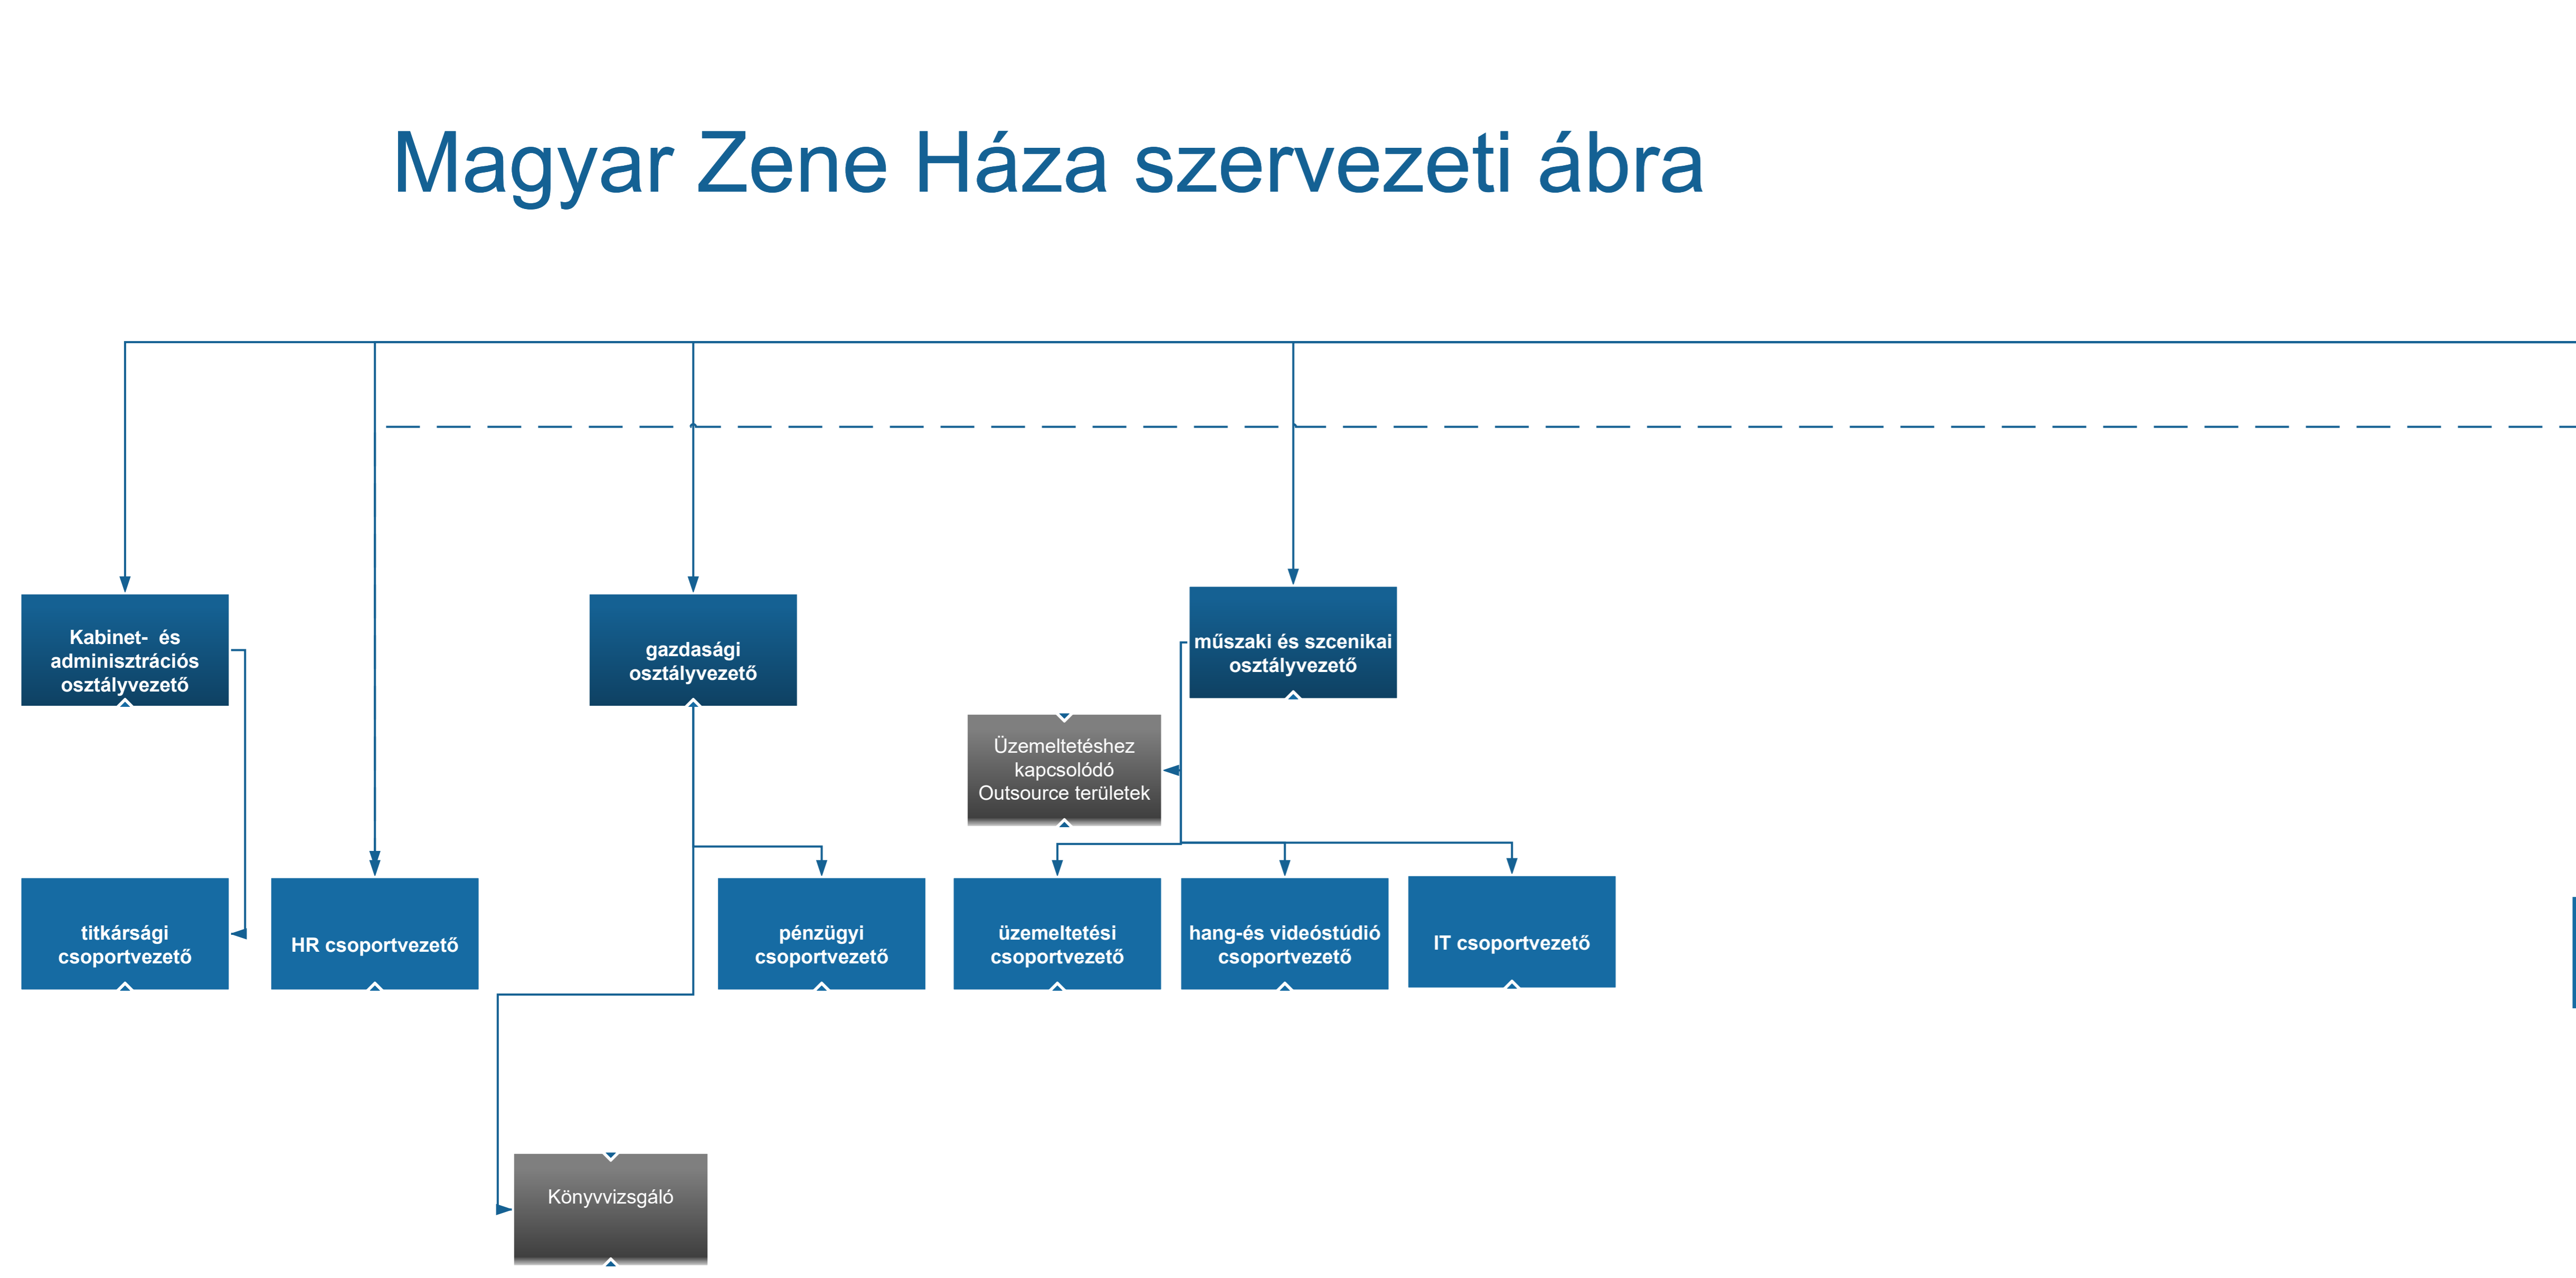 Magyar Zene Háza szervezeti ábra
Kabinet- és
adminisztrációs
osztályvezető
gazdasági
osztályvezető
műszaki és szcenikai
osztályvezető
Üzemeltetéshez
kapcsolódó
Outsource területek
titkársági
csoportvezető
HR csoportvezető
pénzügyi
csoportvezető
üzemeltetési
csoportvezető
hang-és videóstúdió
csoportvezető
IT csoportvezető
Könyvvizsgáló